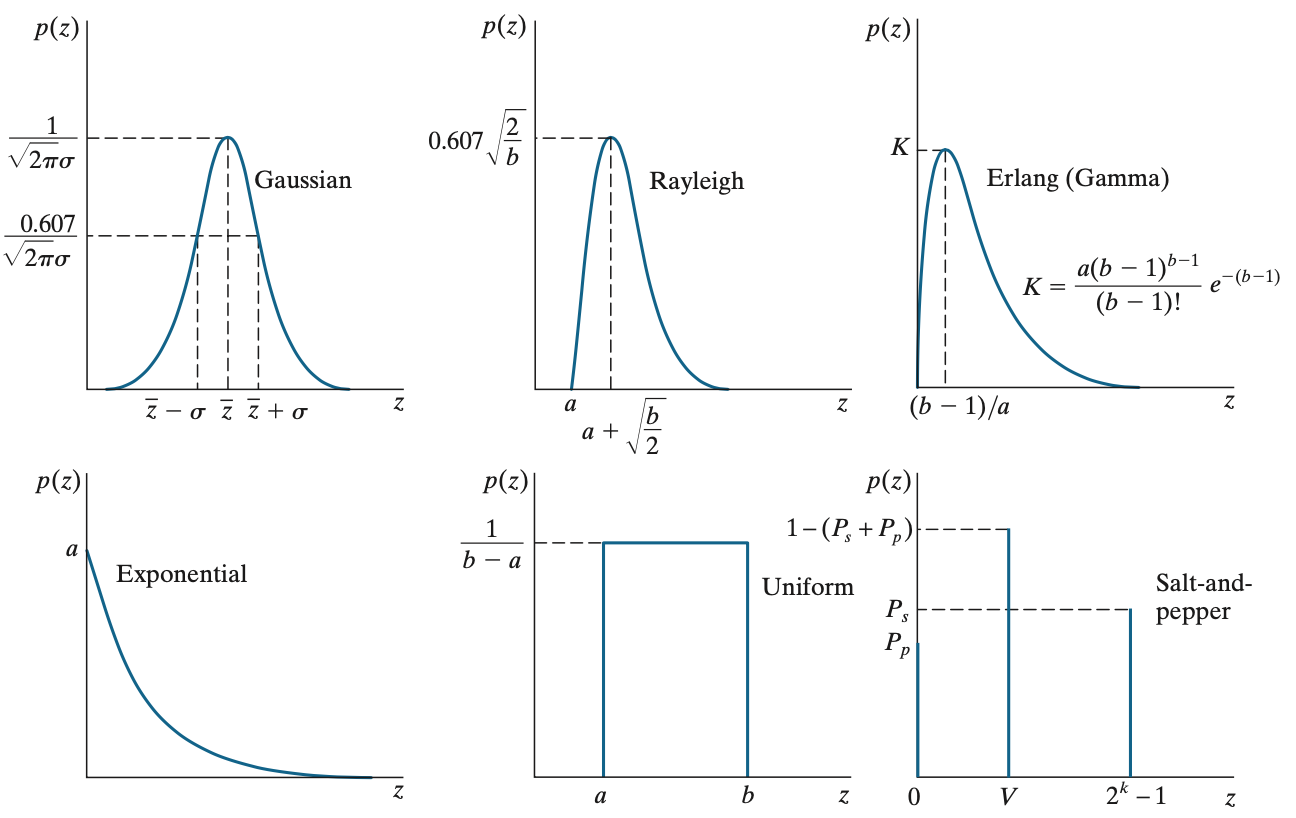 p(z)
1/√2πσ
0.607/√2πσ
Gaussian
z̄ − σ z̄ z̄ + σ
z
p(z)
0.607 √2/b
Rayleigh
a
a + √b/2
z
p(z)
K
Erlang (Gamma)
K = a(b − 1)^{b−1}/(b − 1)! e^{−(b−1)}
(b − 1)/a
z
p(z)
a
Exponential
z
p(z)
1/b − a
Uniform
a b z
p(z)
1 − (P_s + P_p)
P_s
P_p
Salt-and-
pepper
0 V 2^k − 1 z